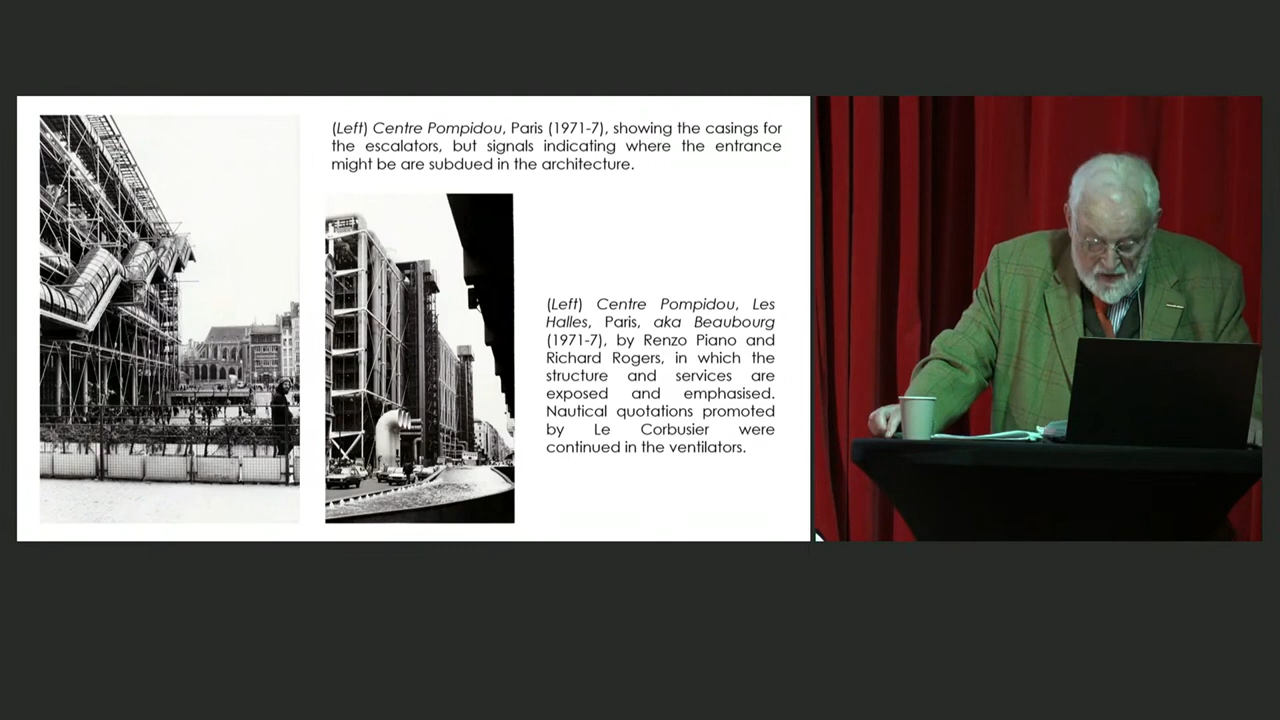 (Left) Centre Pompidou, Paris (1971-7), showing the casings for
the escalators, but signals indicating where the entrance
might be are subdued in the architecture.
(Left) Centre Pompidou, Les
Halles, Paris, aka Beaubourg
(1971-7), by Renzo Piano and
Richard Rogers, in which the
structure and services are
exposed and emphasised.
Nautical quotations promoted
by Le Corbusier were
continued in the ventilators.